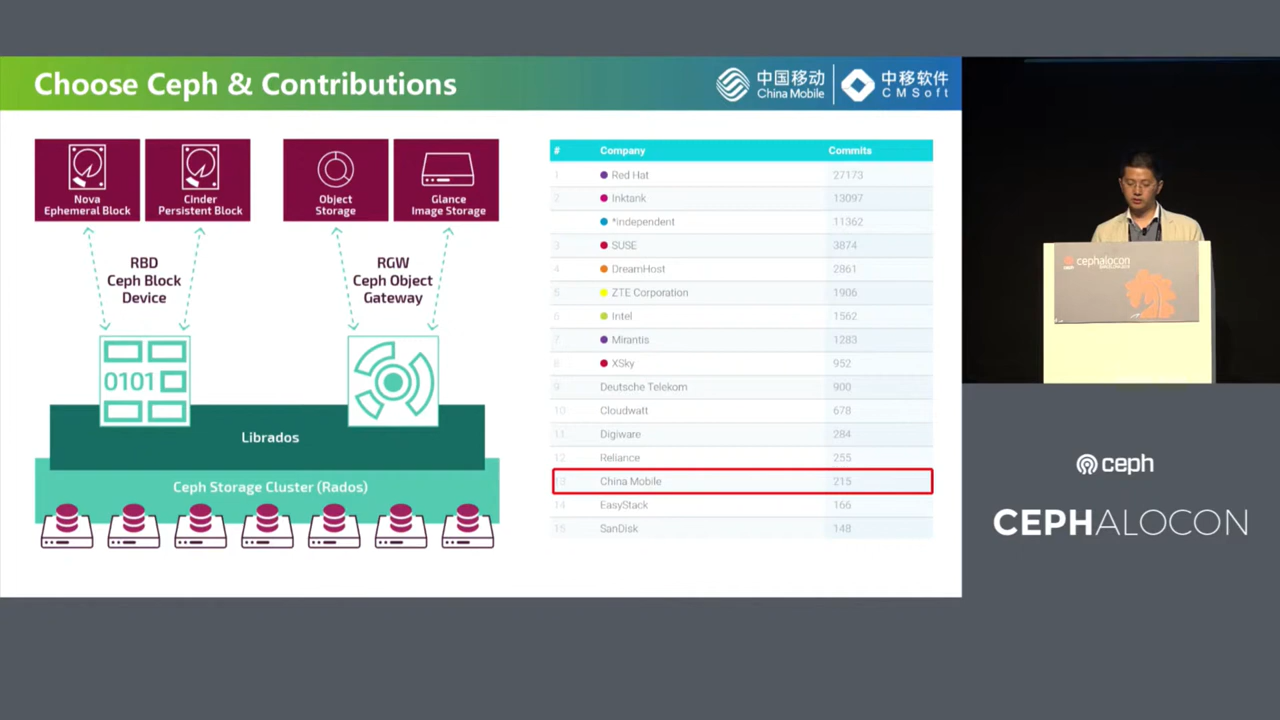 Choose Ceph & Contributions
中国移动
China Mobile
中移软件
CMSoft
Nova
Ephemeral Block
Cinder
Persistent Block
Object
Storage
Glance
Image Storage
RBD
Ceph Block
Device
RGW
Ceph Object
Gateway
0101
Librados
Ceph Storage Cluster (Rados)
# Company Commits
1 Red Hat 27173
2 Inktank 13097
*independent 11362
3 SUSE 3874
4 DreamHost 2861
5 ZTE Corporation 1906
6 Intel 1562
7 Mirantis 1283
8 XSky 952
9 Deutsche Telekom 900
10 Cloudwatt 678
11 Digiware 284
12 Reliance 255
13 China Mobile 215
14 EasyStack 166
15 SanDisk 148
cephalocon
ceph
CEPHALOCON